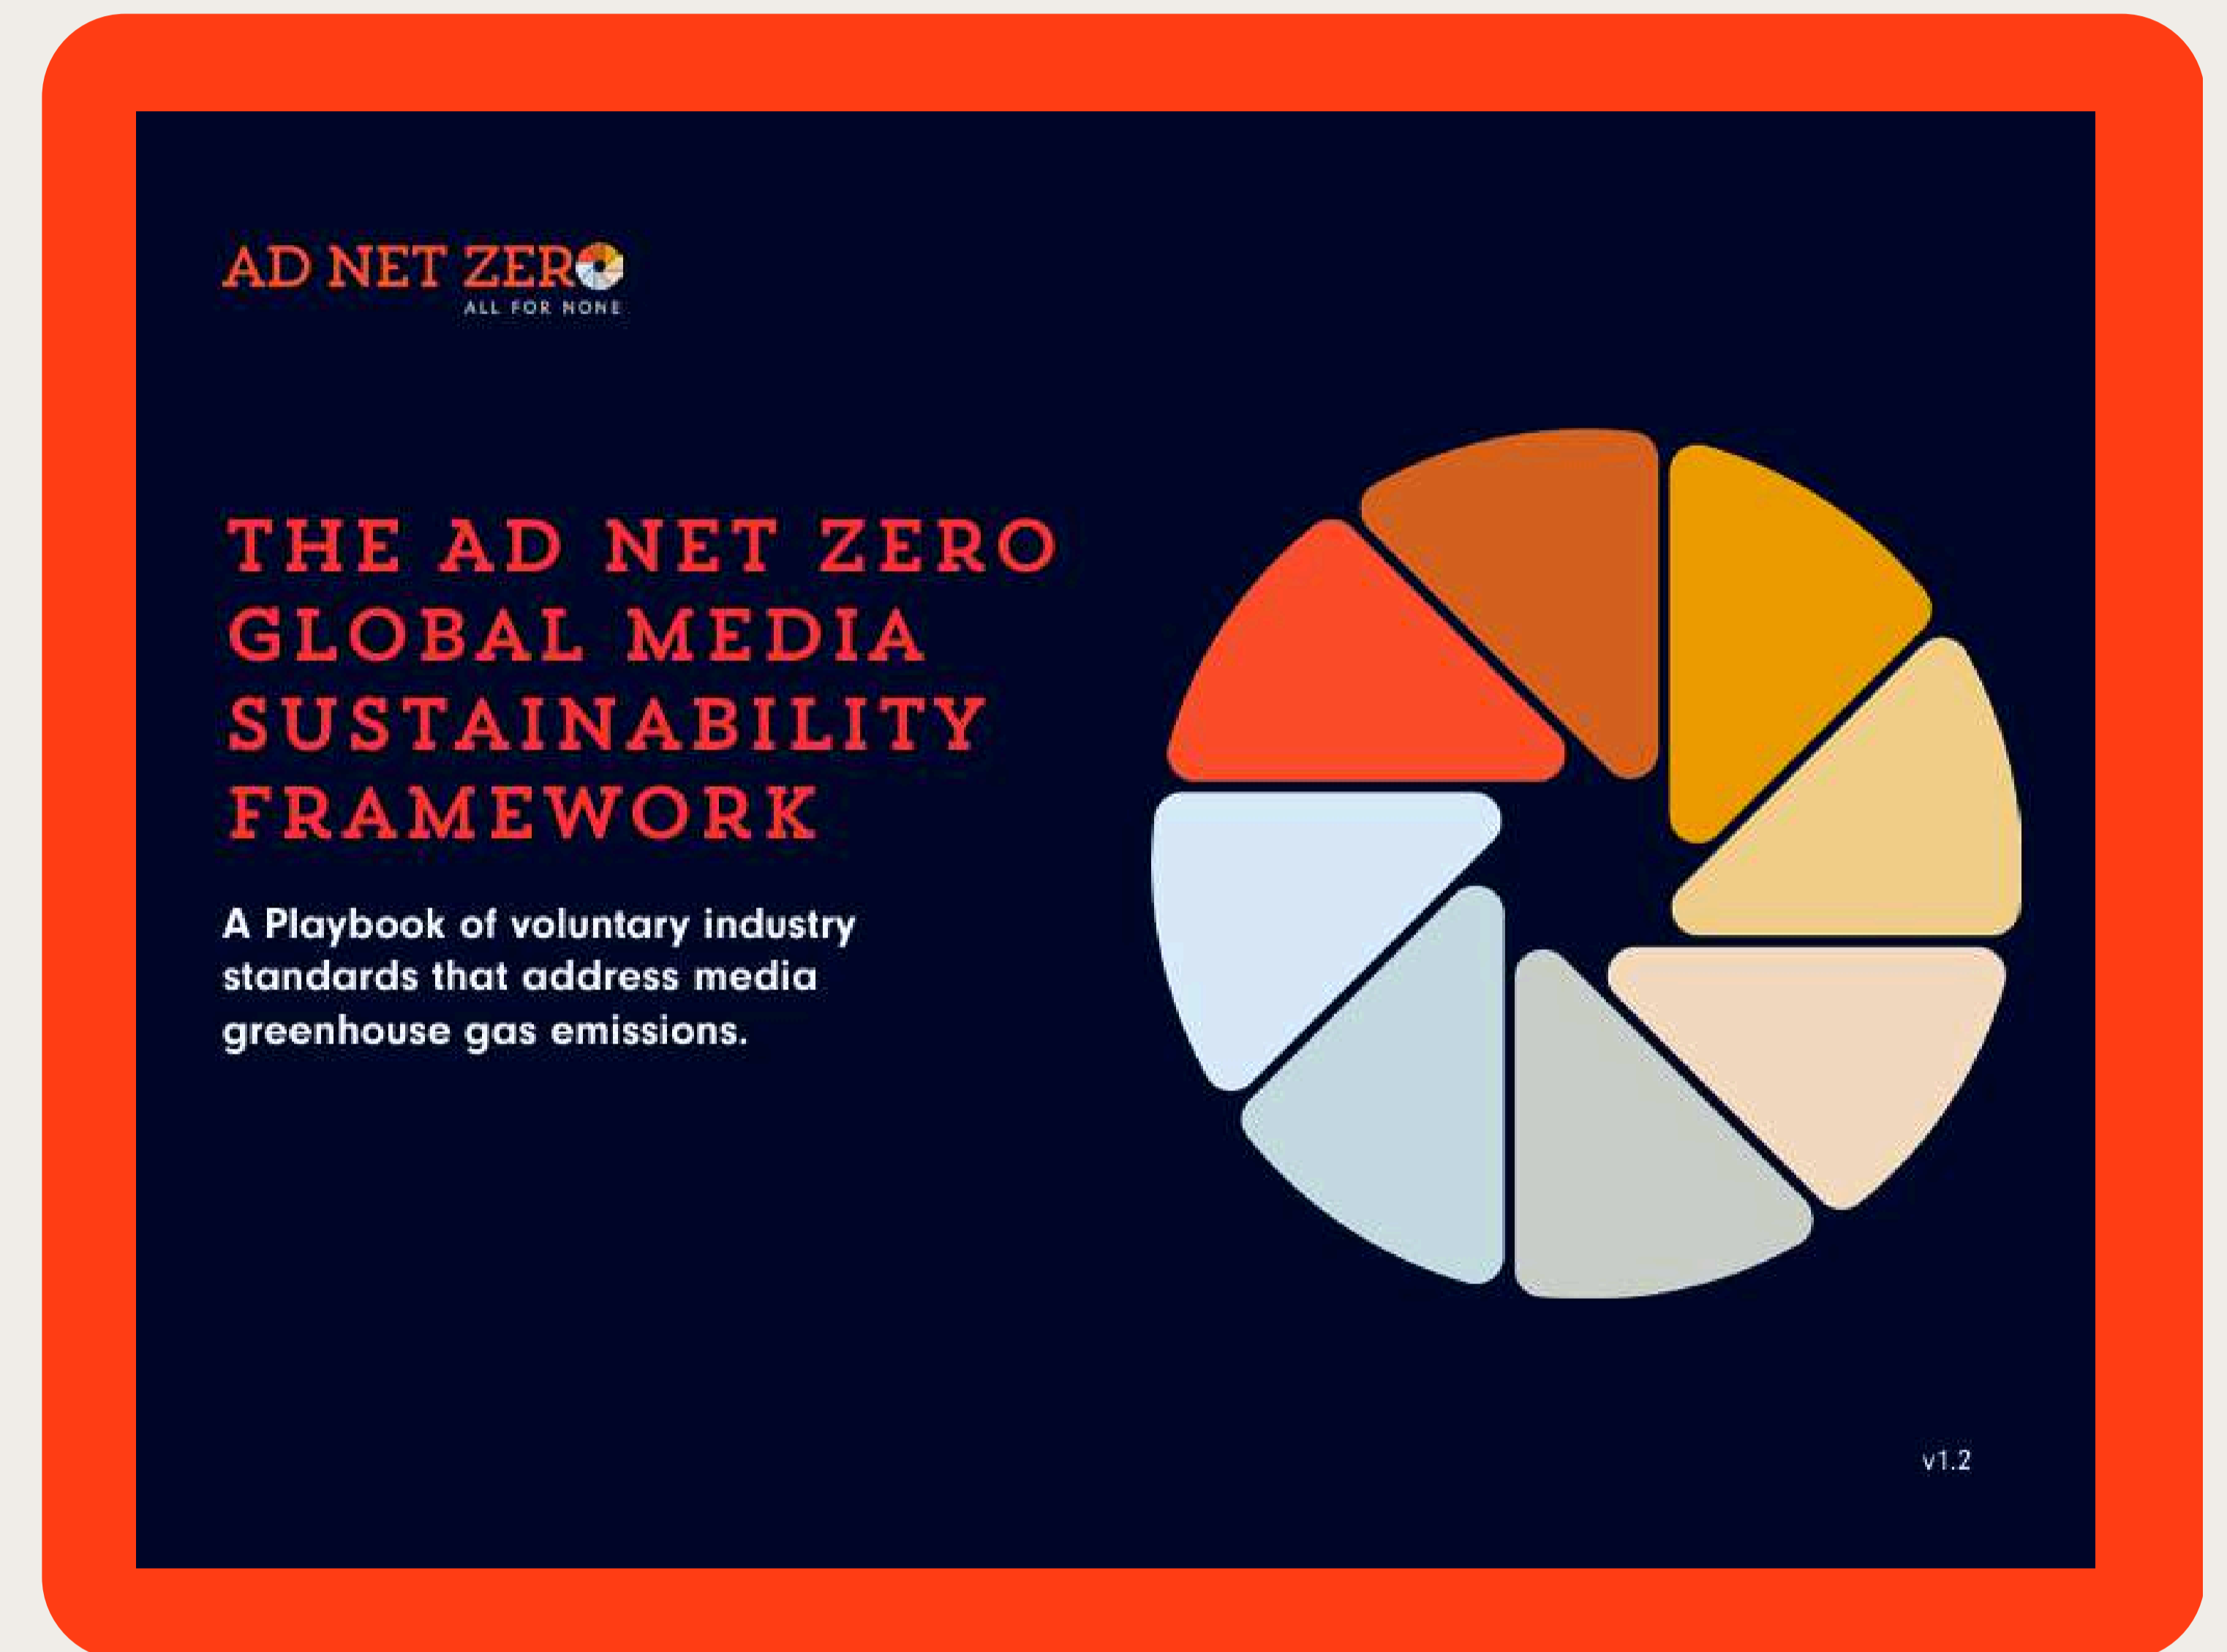 AD NET ZERO
ALL FOR NONE
THE AD NET ZERO
GLOBAL MEDIA
SUSTAINABILITY
FRAMEWORK
A Playbook of voluntary industry
standards that address media
greenhouse gas emissions.
v1.2